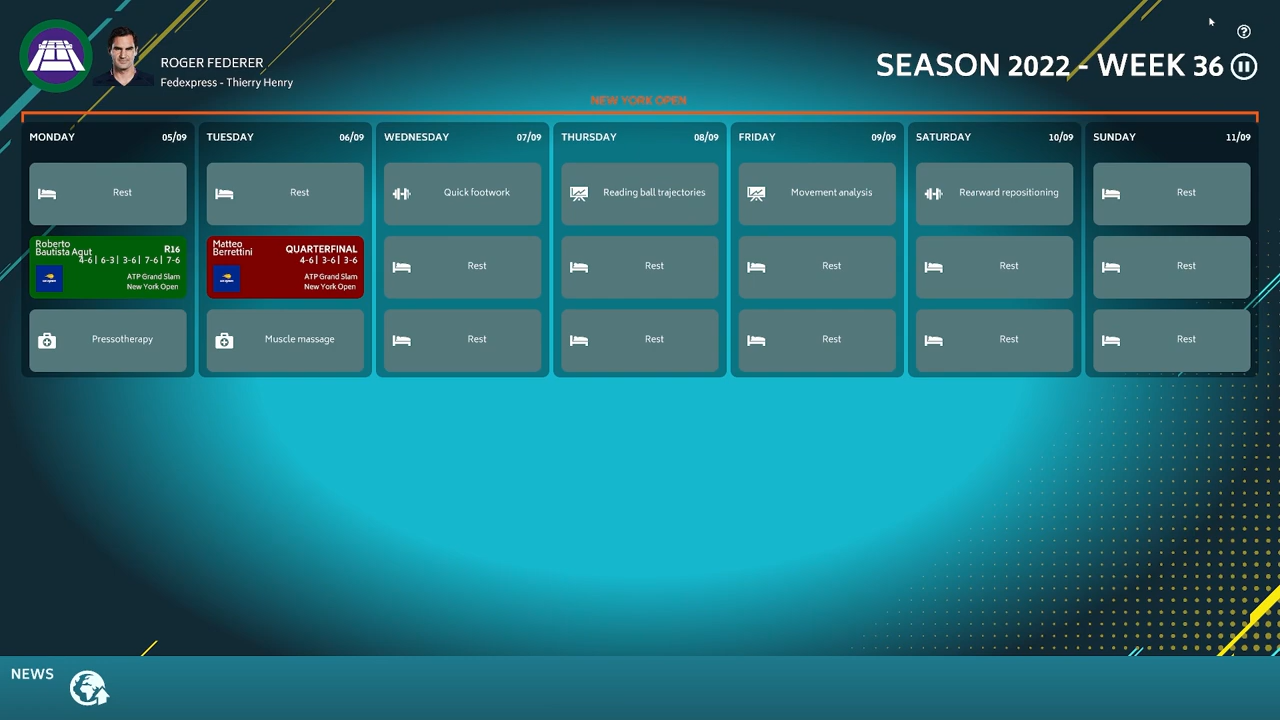 ROGER FEDERER
Fedexpress - Thierry Henry
SEASON 2022 - WEEK 36
NEW YORK OPEN
MONDAY 05/09
Rest
Roberto
Bautista Agut
R16
4-6 | 6-3 | 3-6 | 7-6 | 7-6
ATP Grand Slam
New York Open
Pressotherapy
TUESDAY 06/09
Rest
Matteo
Berrettini
QUARTERFINAL
4-6 | 3-6 | 3-6
ATP Grand Slam
New York Open
Muscle massage
WEDNESDAY 07/09
Quick footwork
Rest
Rest
THURSDAY 08/09
Reading ball trajectories
Rest
Rest
FRIDAY 09/09
Movement analysis
Rest
Rest
SATURDAY 10/09
Rearward repositioning
Rest
Rest
SUNDAY 11/09
Rest
Rest
Rest
NEWS